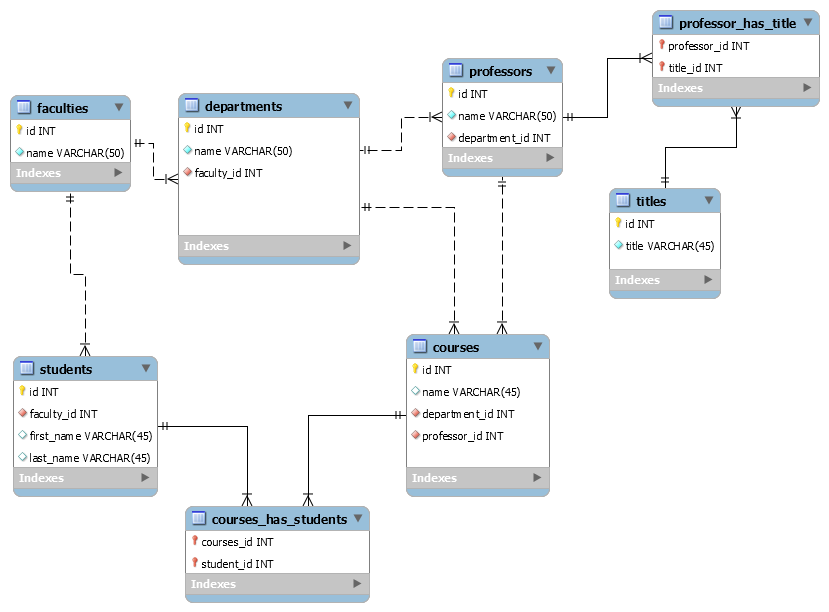 professor_has_title
professor_id INT
title_id INT
Indexes
professors
id INT
name VARCHAR(50)
department_id INT
Indexes
faculties
id INT
name VARCHAR(50)
Indexes
departments
id INT
name VARCHAR(50)
faculty_id INT
Indexes
titles
id INT
title VARCHAR(45)
Indexes
courses
id INT
name VARCHAR(45)
department_id INT
professor_id INT
Indexes
students
id INT
faculty_id INT
first_name VARCHAR(45)
last_name VARCHAR(45)
Indexes
courses_has_students
courses_id INT
student_id INT
Indexes